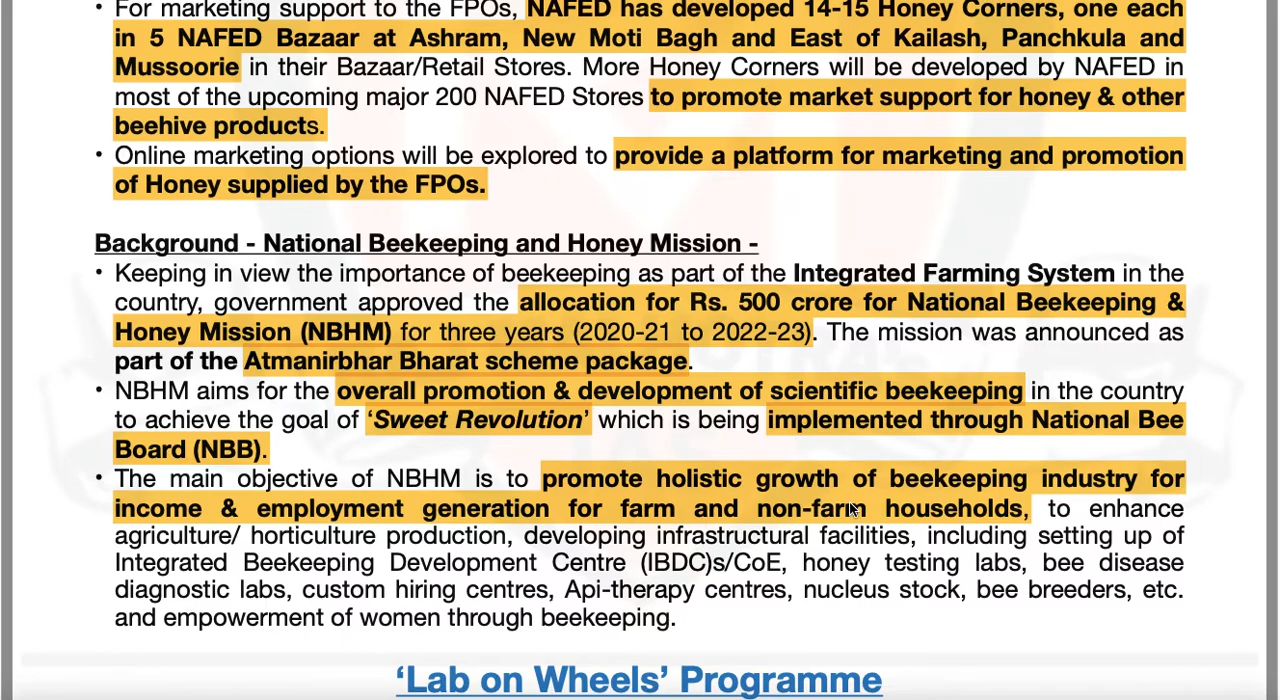 • For marketing support to the FPOs, NAFED has developed 14-15 Honey Corners, one each
in 5 NAFED Bazaar at Ashram, New Moti Bagh and East of Kailash, Panchkula and
Mussoorie in their Bazaar/Retail Stores. More Honey Corners will be developed by NAFED in
most of the upcoming major 200 NAFED Stores to promote market support for honey & other
beehive products.
• Online marketing options will be explored to provide a platform for marketing and promotion
of Honey supplied by the FPOs.
Background - National Beekeeping and Honey Mission -
• Keeping in view the importance of beekeeping as part of the Integrated Farming System in the
country, government approved the allocation for Rs. 500 crore for National Beekeeping &
Honey Mission (NBHM) for three years (2020-21 to 2022-23). The mission was announced as
part of the Atmanirbhar Bharat scheme package.
• NBHM aims for the overall promotion & development of scientific beekeeping in the country
to achieve the goal of ‘Sweet Revolution’ which is being implemented through National Bee
Board (NBB).
• The main objective of NBHM is to promote holistic growth of beekeeping industry for
income & employment generation for farm and non-farm households, to enhance
agriculture/ horticulture production, developing infrastructural facilities, including setting up of
Integrated Beekeeping Development Centre (IBDC)s/CoE, honey testing labs, bee disease
diagnostic labs, custom hiring centres, Api-therapy centres, nucleus stock, bee breeders, etc.
and empowerment of women through beekeeping.
‘Lab on Wheels’ Programme